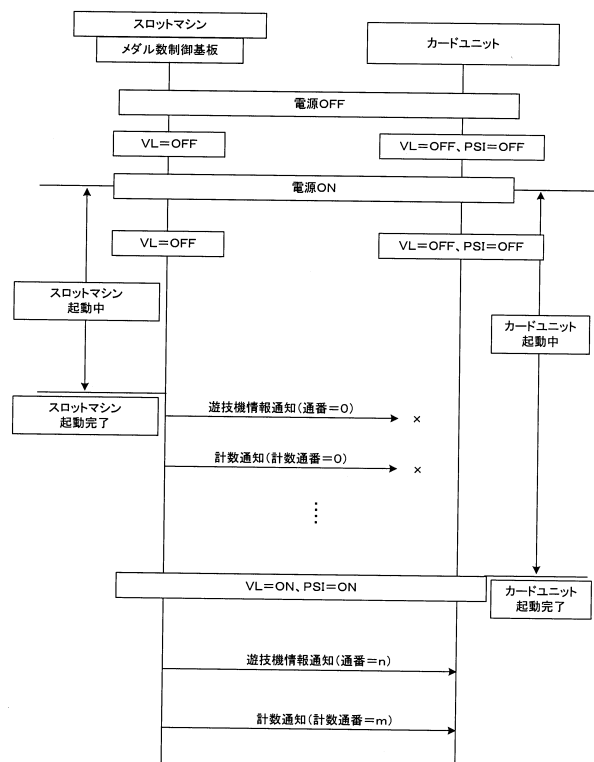 スロットマシン
メダル数制御基板
カードユニット
電源OFF
VL=OFF
VL=OFF、PSI=OFF
電源ON
VL=OFF
VL=OFF、PSI=OFF
スロットマシン
起動中
カードユニット
起動中
スロットマシン
起動完了
遊技機情報通知(通番=0)
×
計数通知(計数通番=0)
×
VL=ON、PSI=ON
カードユニット
起動完了
遊技機情報通知(通番=n)
計数通知(計数通番=m)